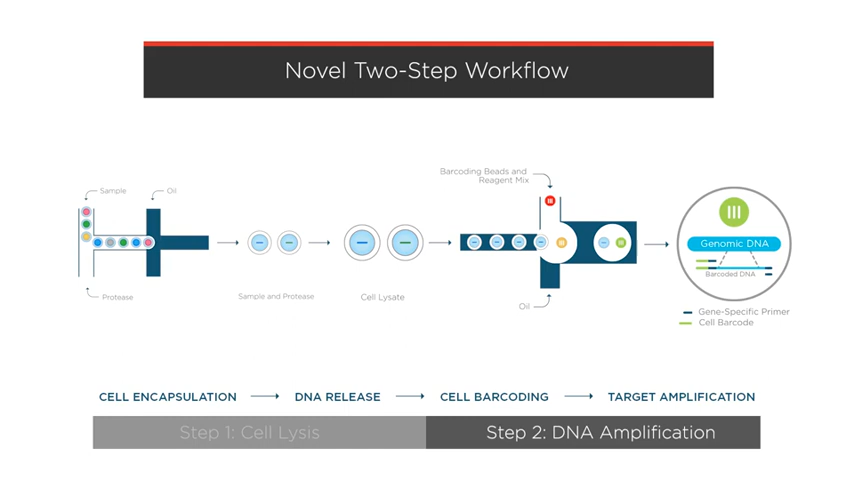 Novel Two-Step Workflow
Barcoding Beads and
Reagent Mix
Sample
Oil
Genomic DNA
Barcoded DNA
Protease
Sample and Protease
Cell Lysate
Oil
Gene-Specific Primer
Cell Barcode
CELL ENCAPSULATION
DNA RELEASE
CELL BARCODING
TARGET AMPLIFICATION
Step 1: Cell Lysis
Step 2: DNA Amplification